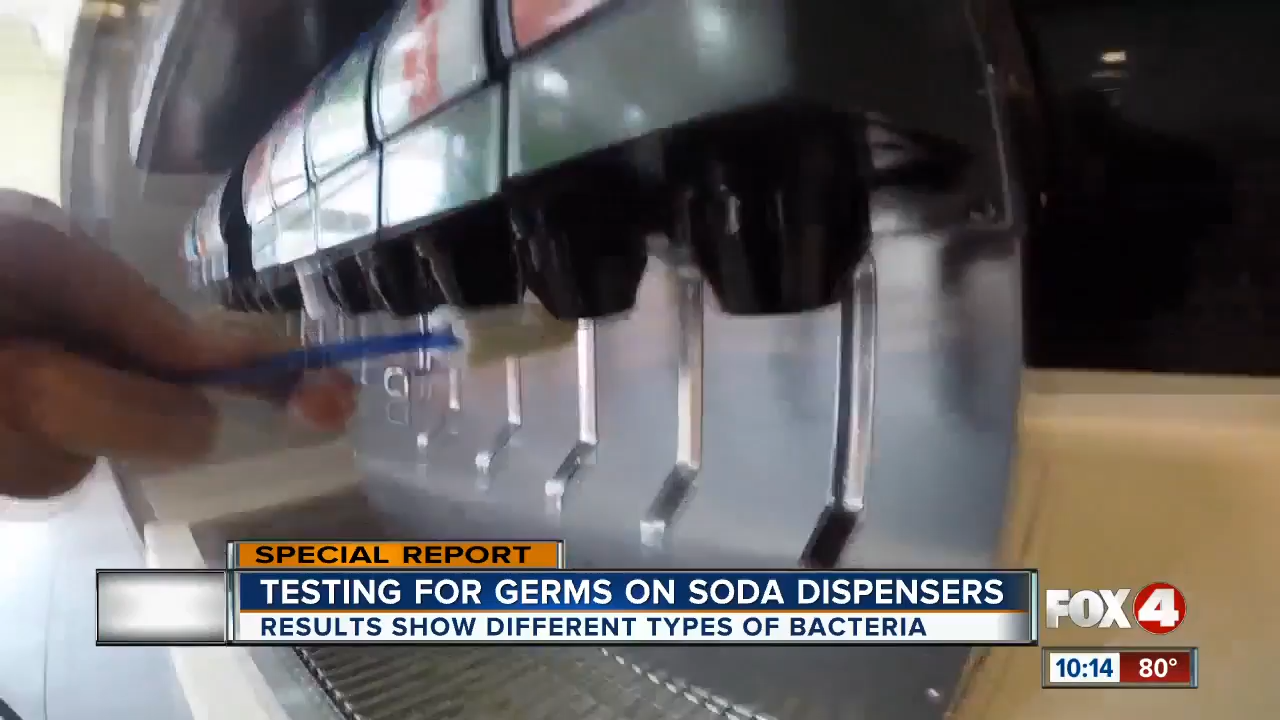 SPECIAL REPORT
TESTING FOR GERMS ON SODA DISPENSERS
RESULTS SHOW DIFFERENT TYPES OF BACTERIA
FOX 4
10:14 80°